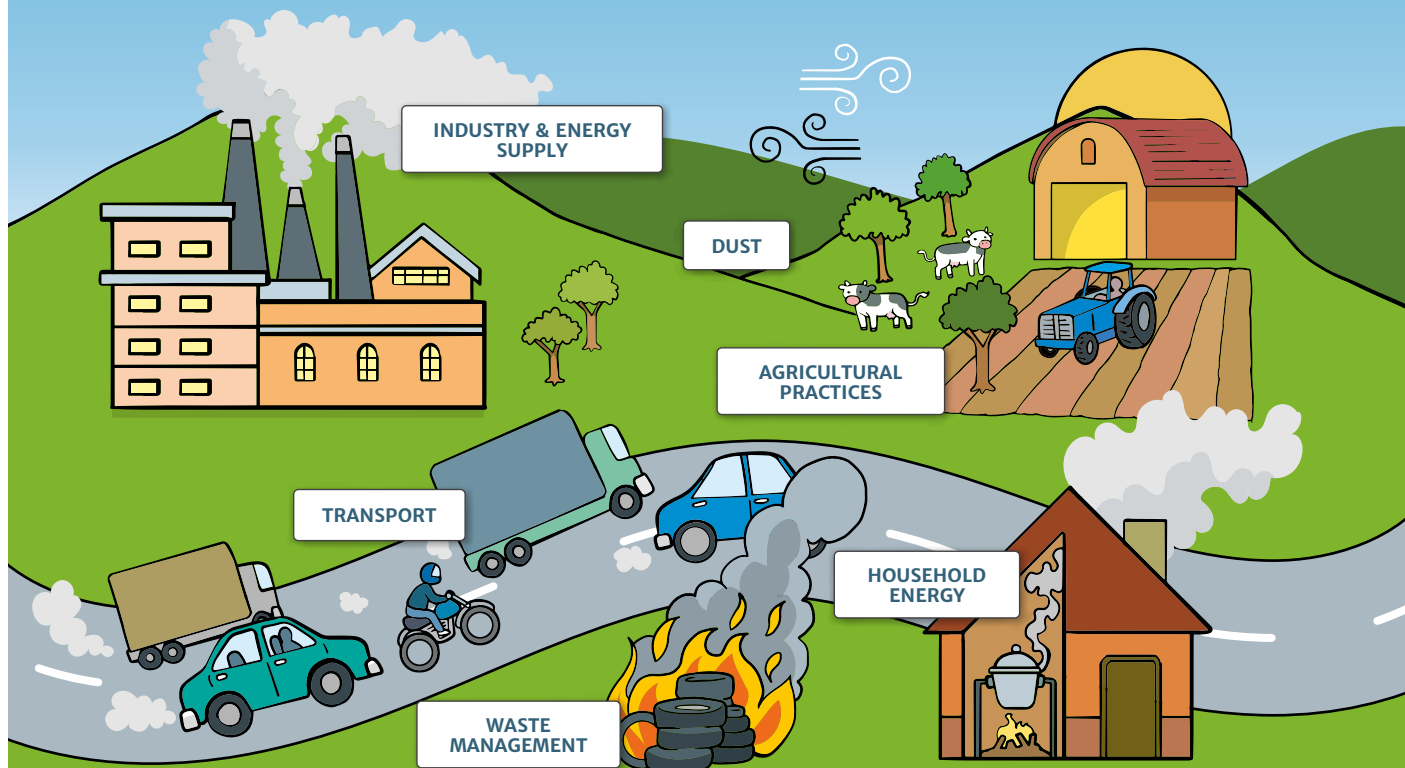 INDUSTRY & ENERGY
SUPPLY
DUST
AGRICULTURAL
PRACTICES
TRANSPORT
HOUSEHOLD
ENERGY
WASTE
MANAGEMENT